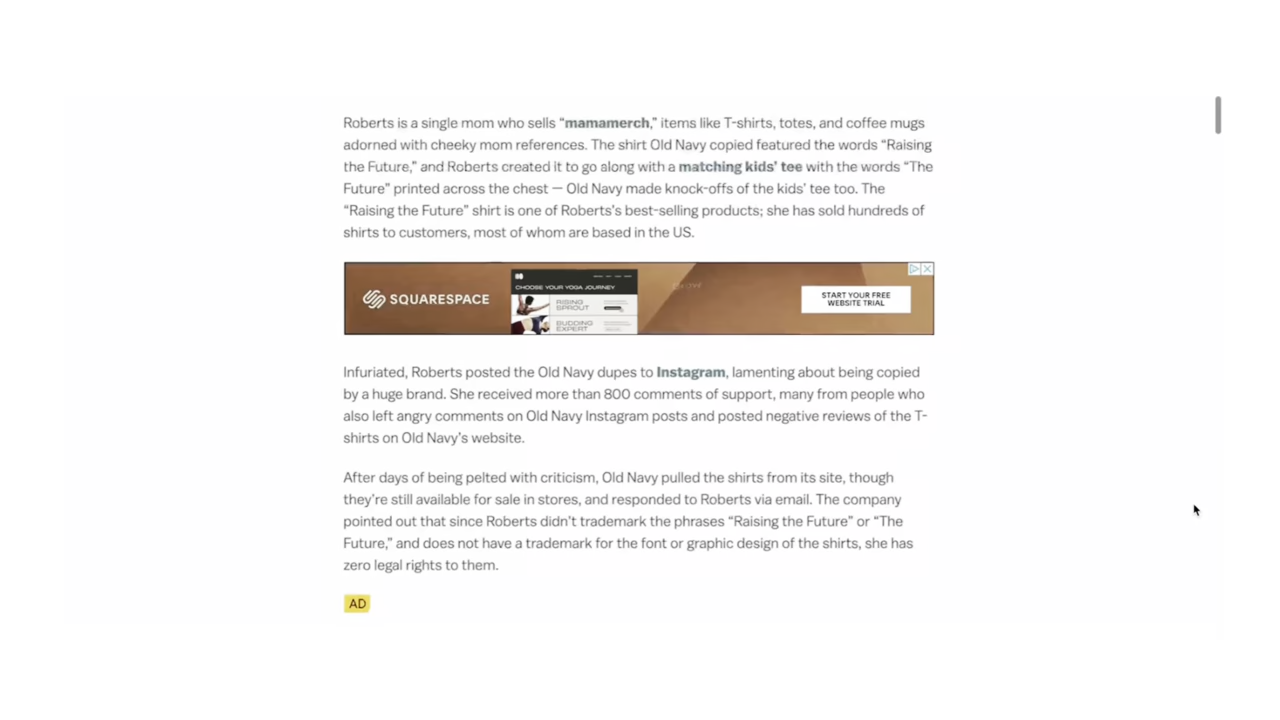 Roberts is a single mom who sells “mamamerch,” items like T-shirts, totes, and coffee mugs
adorned with cheeky mom references. The shirt Old Navy copied featured the words “Raising
the Future,” and Roberts created it to go along with a matching kids’ tee with the words “The
Future” printed across the chest — Old Navy made knock-offs of the kids’ tee too. The
“Raising the Future” shirt is one of Roberts’s best-selling products; she has sold hundreds of
shirts to customers, most of whom are based in the US.
SQUARESPACE
CHOOSE YOUR YOGA JOURNEY
RISING
SPROUT
BUDDING
EXPERT
START YOUR FREE
WEBSITE TRIAL
Infuriated, Roberts posted the Old Navy dupes to Instagram, lamenting about being copied
by a huge brand. She received more than 800 comments of support, many from people who
also left angry comments on Old Navy Instagram posts and posted negative reviews of the T-
shirts on Old Navy’s website.
After days of being pelted with criticism, Old Navy pulled the shirts from its site, though
they’re still available for sale in stores, and responded to Roberts via email. The company
pointed out that since Roberts didn’t trademark the phrases “Raising the Future” or “The
Future,” and does not have a trademark for the font or graphic design of the shirts, she has
zero legal rights to them.
AD